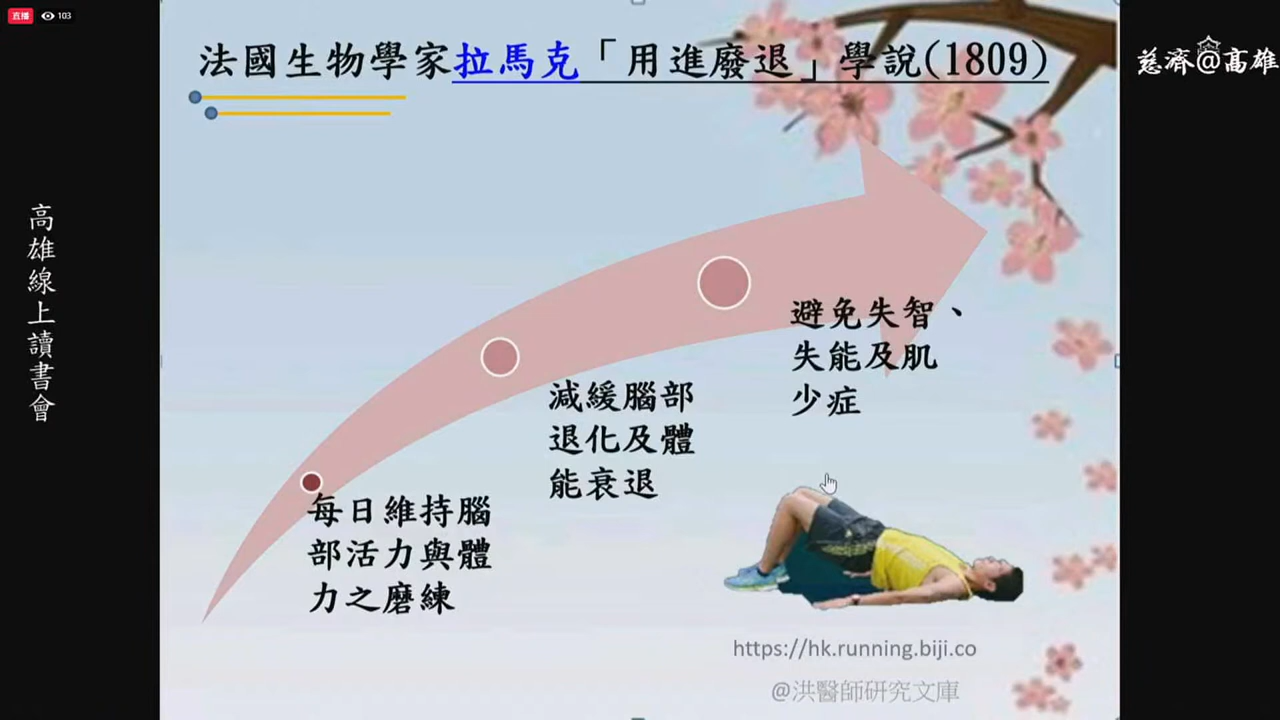 直播 103
法國生物學家拉馬克「用進廢退」學說(1809)
慈濟@高雄
高雄線上讀書會
避免失智、
失能及肌
少症
減緩腦部
退化及體
能衰退
每日維持腦
部活力與體
力之磨練
https://hk.running.biji.co
@洪醫師研究文庫